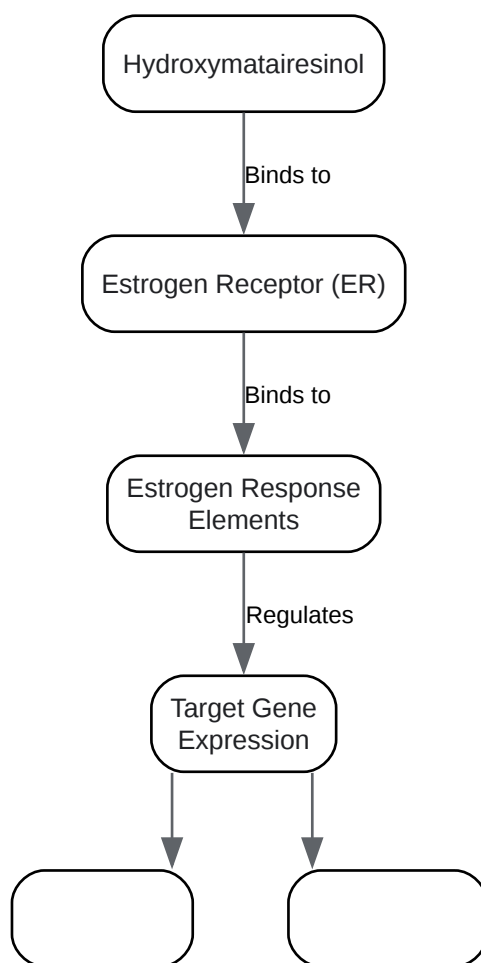 Hydroxymatairesinol
Binds to
Estrogen Receptor (ER)
Binds to
Estrogen Response
Elements
Regulates
Target Gene
Expression